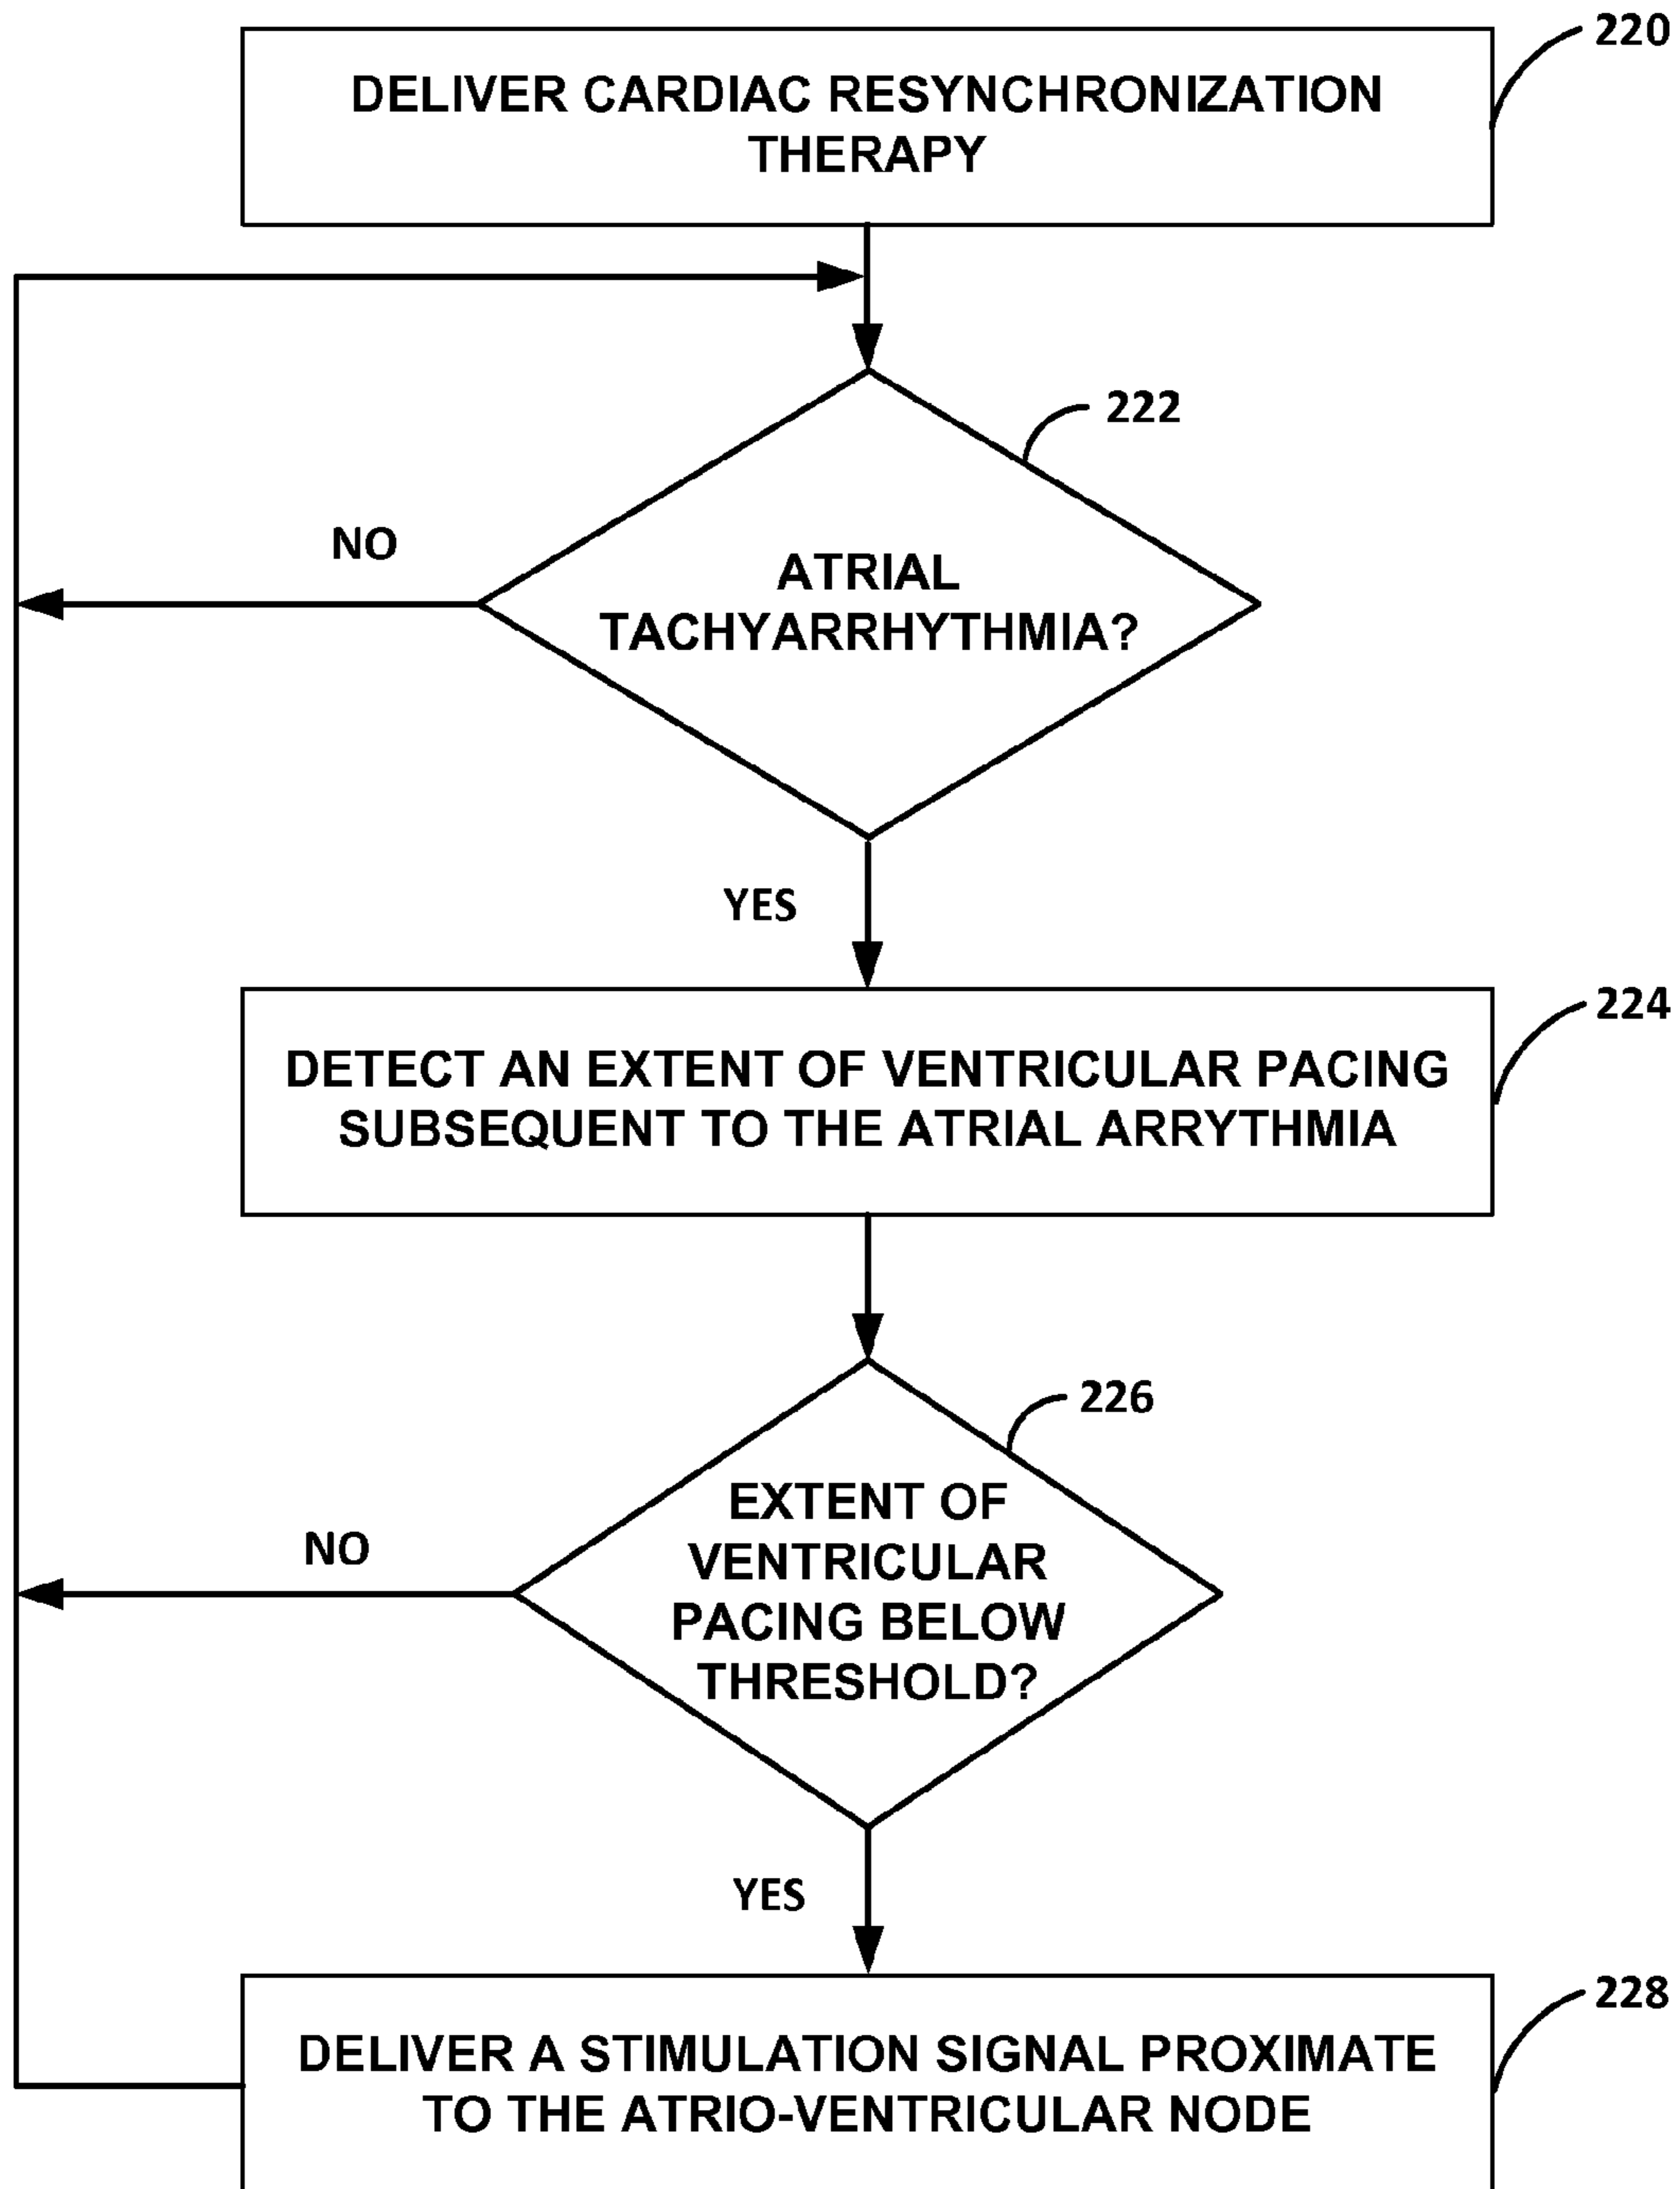 220
DELIVER CARDIAC RESYNCHRONIZATION
THERAPY
222
NO
ATRIAL
TACHYARRHYTHMIA?
YES
224
DETECT AN EXTENT OF VENTRICULAR PACING
SUBSEQUENT TO THE ATRIAL ARRYTHMIA
226
NO
EXTENT OF
VENTRICULAR
PACING BELOW
THRESHOLD?
YES
228
DELIVER A STIMULATION SIGNAL PROXIMATE
TO THE ATRIO-VENTRICULAR NODE